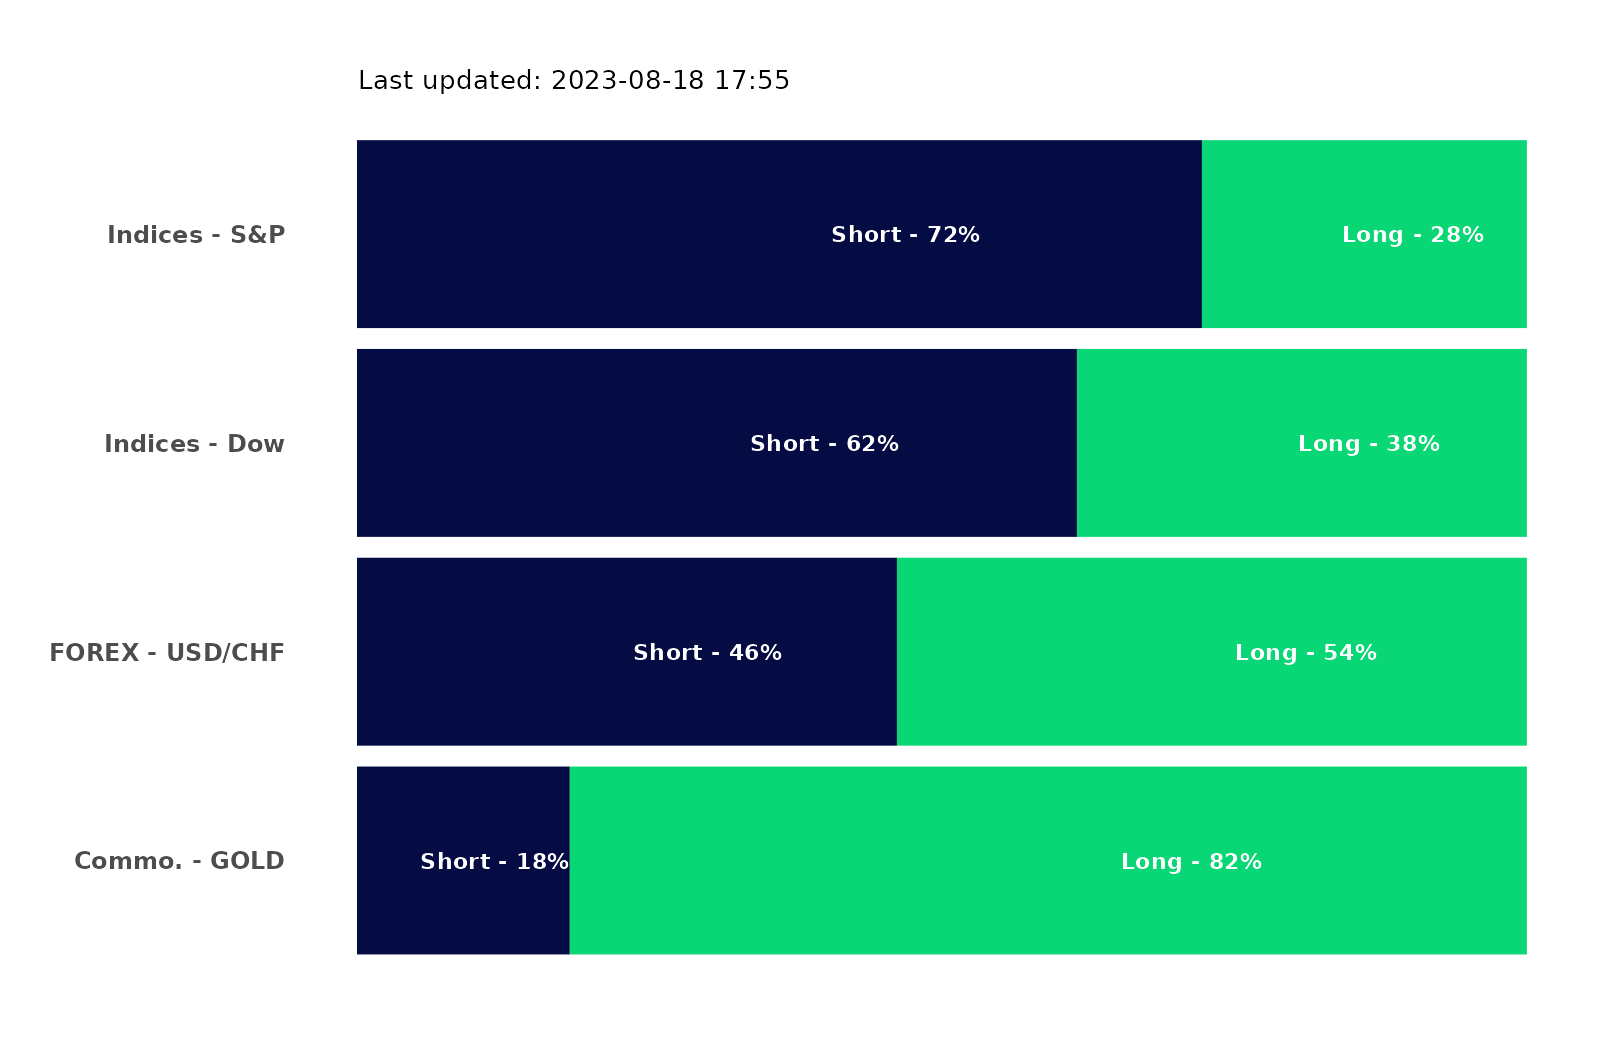 Last updated: 2023-08-18 17:55
Indices - S&P Short - 72% Long - 28%
Indices - Dow Short - 62% Long - 38%
FOREX - USD/CHF Short - 46% Long - 54%
Commo. - GOLD Short - 18% Long - 82%